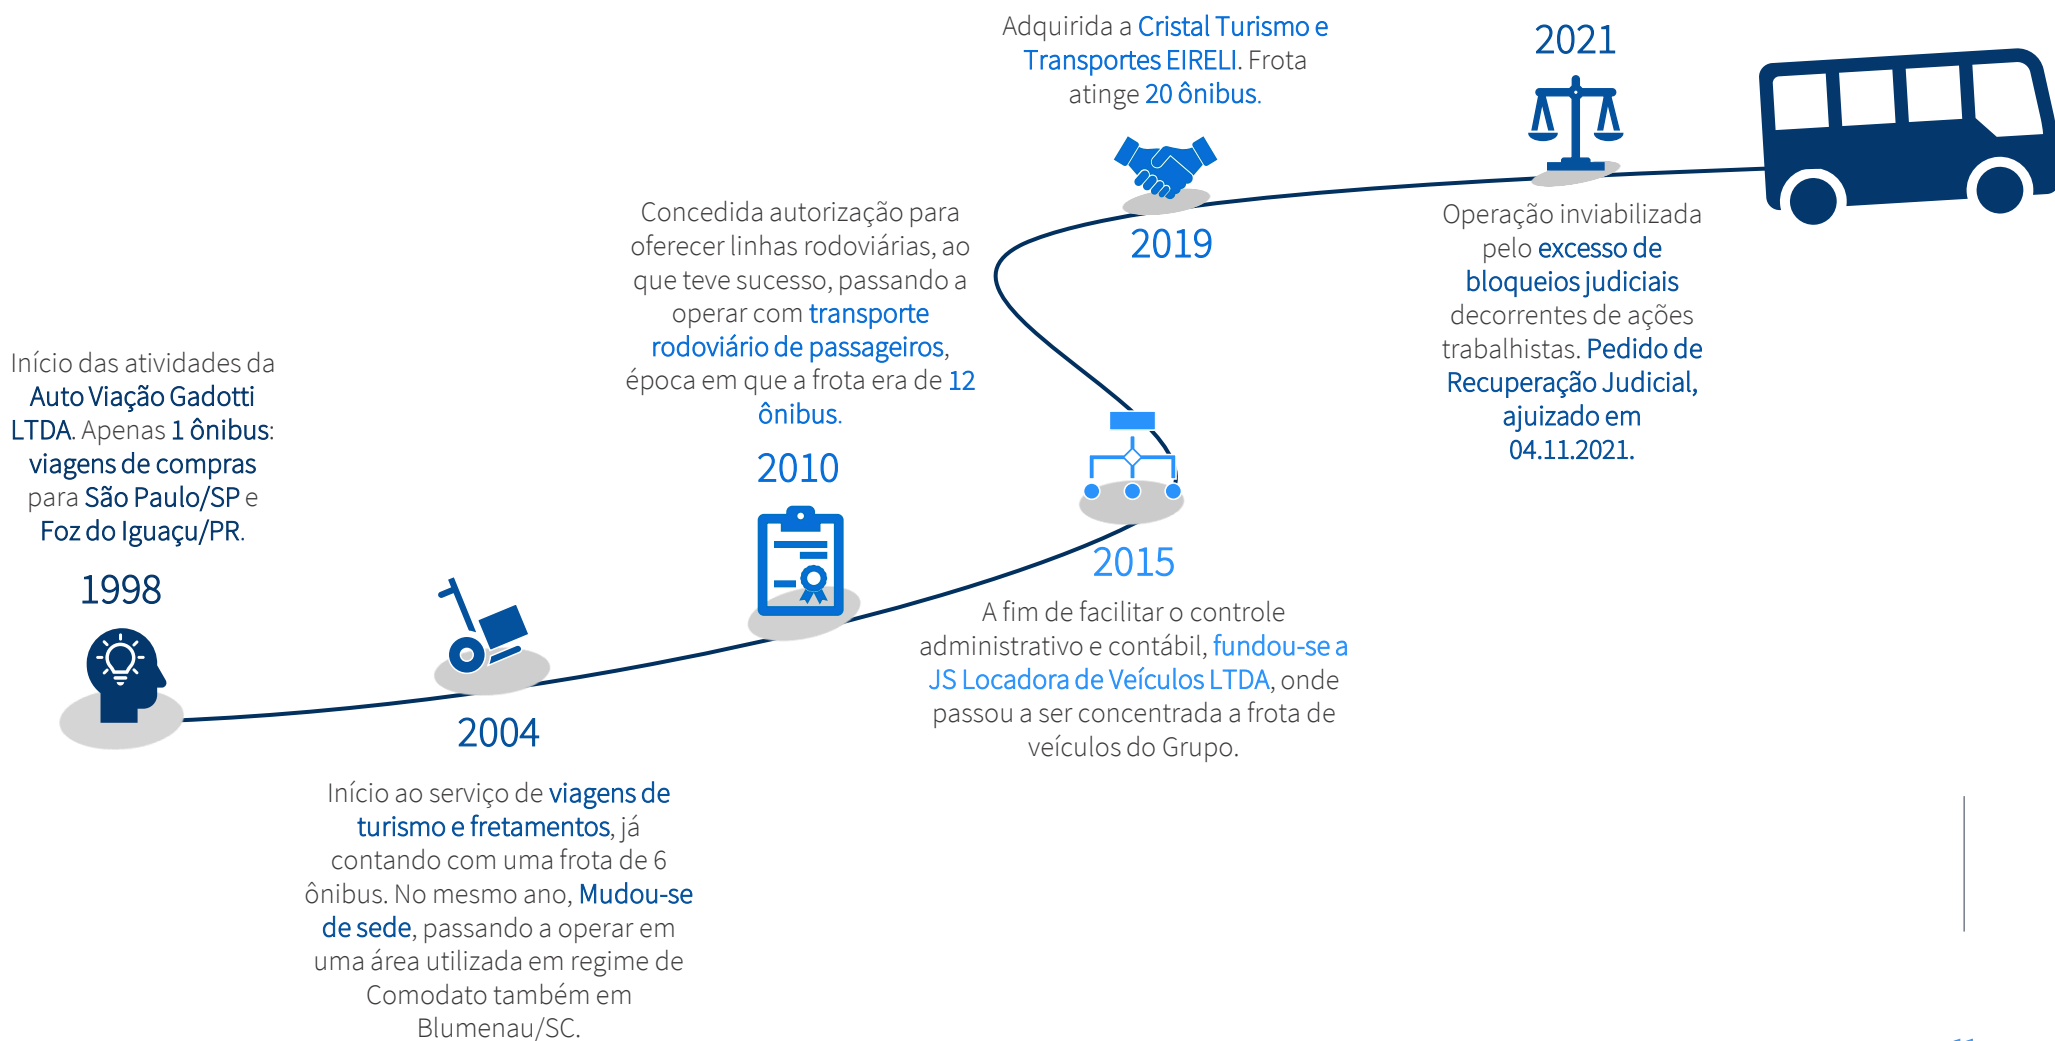 Início das atividades da
Auto Viação Gadotti
LTDA. Apenas 1 ônibus:
viagens de compras
para São Paulo/SP e
Foz do Iguaçu/PR.
1998
2004
Início ao serviço de viagens de
turismo e fretamentos, já
contando com uma frota de 6
ônibus. No mesmo ano, Mudou-se
de sede, passando a operar em
uma área utilizada em regime de
Comodato também em
Blumenau/SC.
Concedida autorização para
oferecer linhas rodoviárias, ao
que teve sucesso, passando a
operar com transporte
rodoviário de passageiros,
época em que a frota era de 12
ônibus.
2010
2015
A fim de facilitar o controle
administrativo e contábil, fundou-se a
JS Locadora de Veículos LTDA, onde
passou a ser concentrada a frota de
veículos do Grupo.
Adquirida a Cristal Turismo e
Transportes EIRELI. Frota
atinge 20 ônibus.
2019
2021
Operação inviabilizada
pelo excesso de
bloqueios judiciais
decorrentes de ações
trabalhistas. Pedido de
Recuperação Judicial,
ajuizado em
04.11.2021.